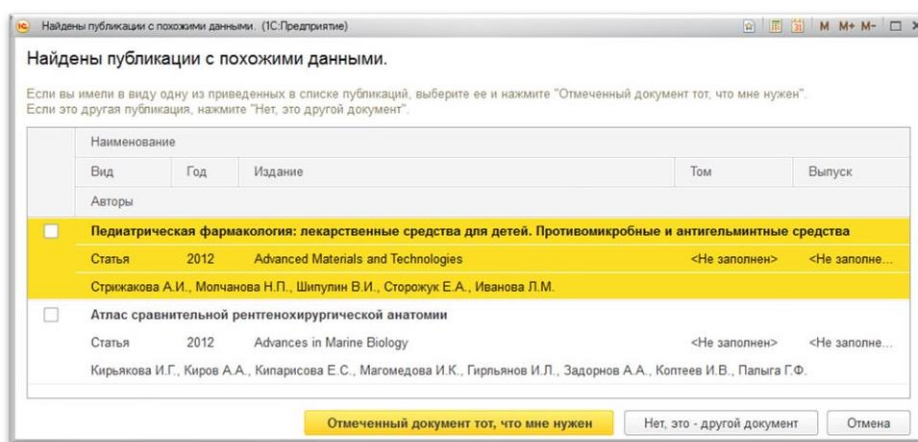 Найдены публикации с похожими данными. (1С:Предприятие)
M M+ M-
Найдены публикации с похожими данными.
Если вы имели в виду одну из приведенных в списке публикаций, выберите ее и нажмите "Отмеченный документ тот, что мне нужен".
Если это другая публикация, нажмите "Нет, это другой документ".
Наименование
Вид Год Издание Том Выпуск
Авторы
Педиатрическая фармакология: лекарственные средства для детей. Противомикробные и антигельминтные средства
Статья 2012 Advanced Materials and Technologies <Не заполнен> <Не заполне...
Стрижакова А.И., Молчанова Н.П., Шипулин В.И., Сторожук Е.А., Иванова Л.М.
Атлас сравнительной рентгенохирургической анатомии
Статья 2012 Advances in Marine Biology <Не заполнен> <Не заполне...
Кирьякова И.Г., Киров А.А., Кипарисова Е.С., Магомедова И.К., Гирльянов И.Л., Задорнов А.А., Коптеев И.В., Палыга Г.Ф.
Отмеченный документ тот, что мне нужен Нет, это - другой документ Отмена